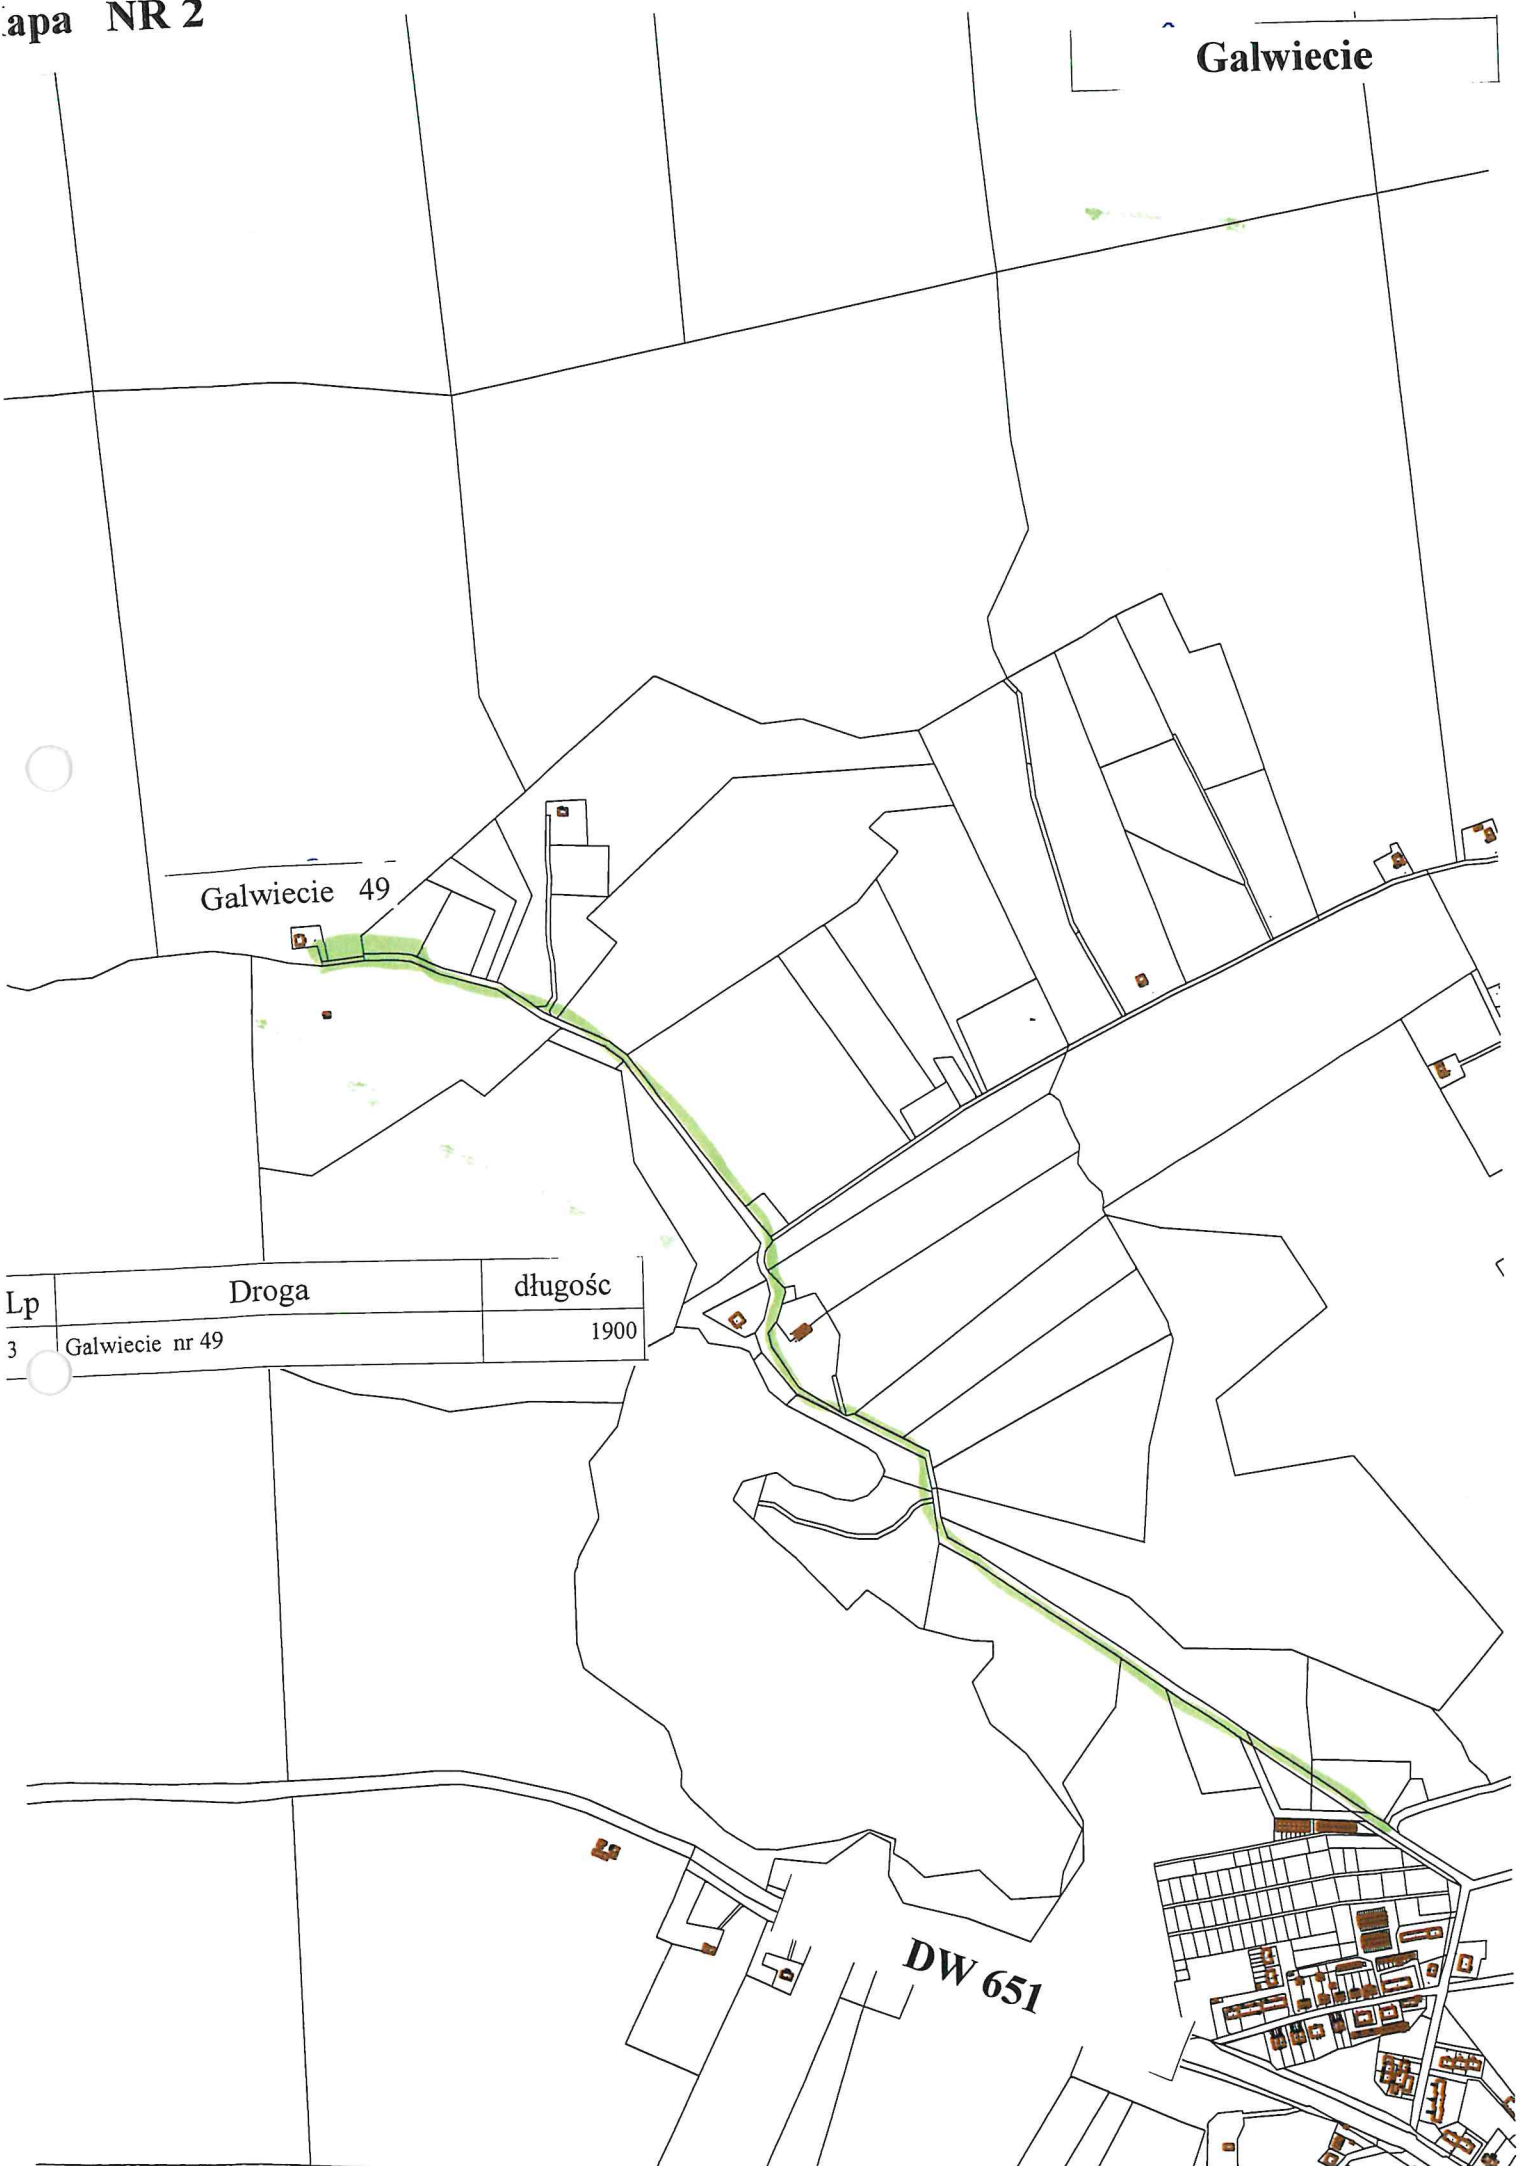 apa NR 2
Galwiecie
Galwiecie 49
Lp Droga długośc
3 Galwiecie nr 49 1900
DW 651